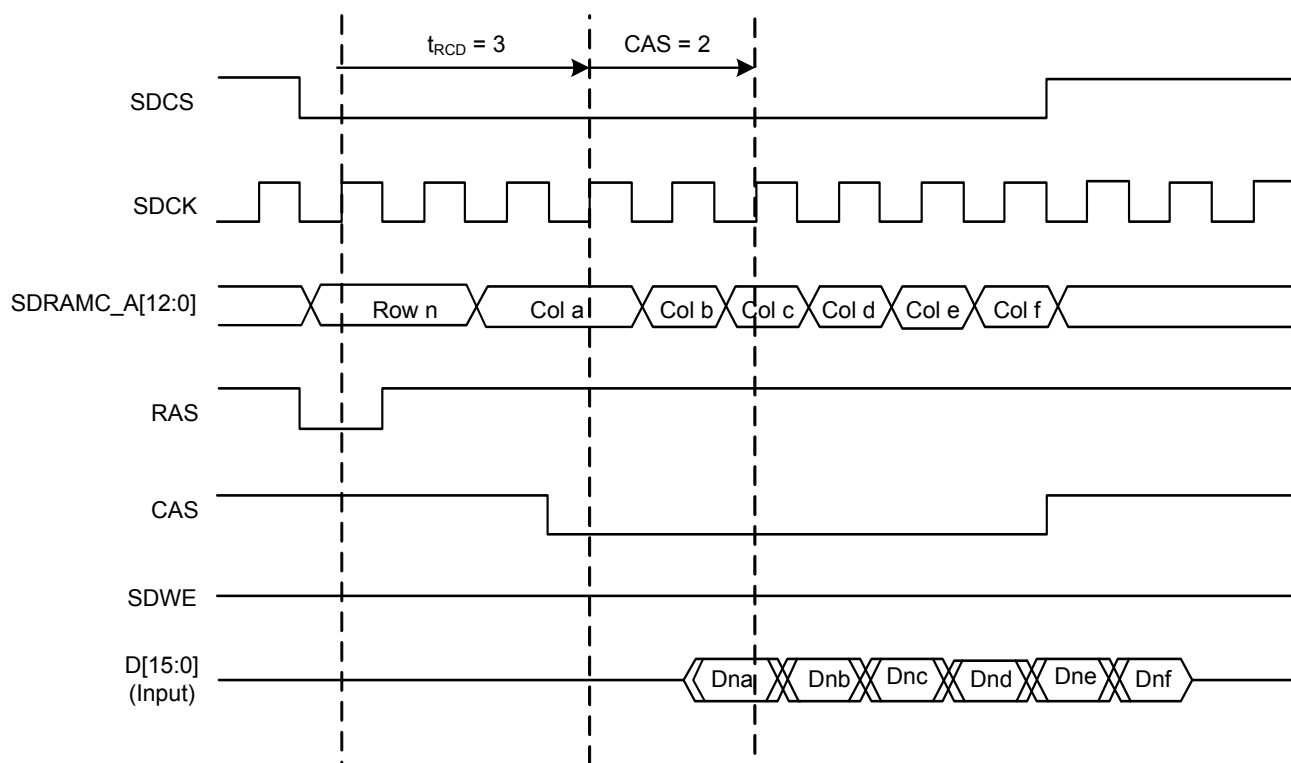 t_RCD = 3
CAS = 2
SDCS
SDCK
SDRAMC_A[12:0]
Row n
Col a
Col b
Col c
Col d
Col e
Col f
RAS
CAS
SDWE
D[15:0]
(Input)
Dna
Dnb
Dnc
Dnd
Dne
Dnf